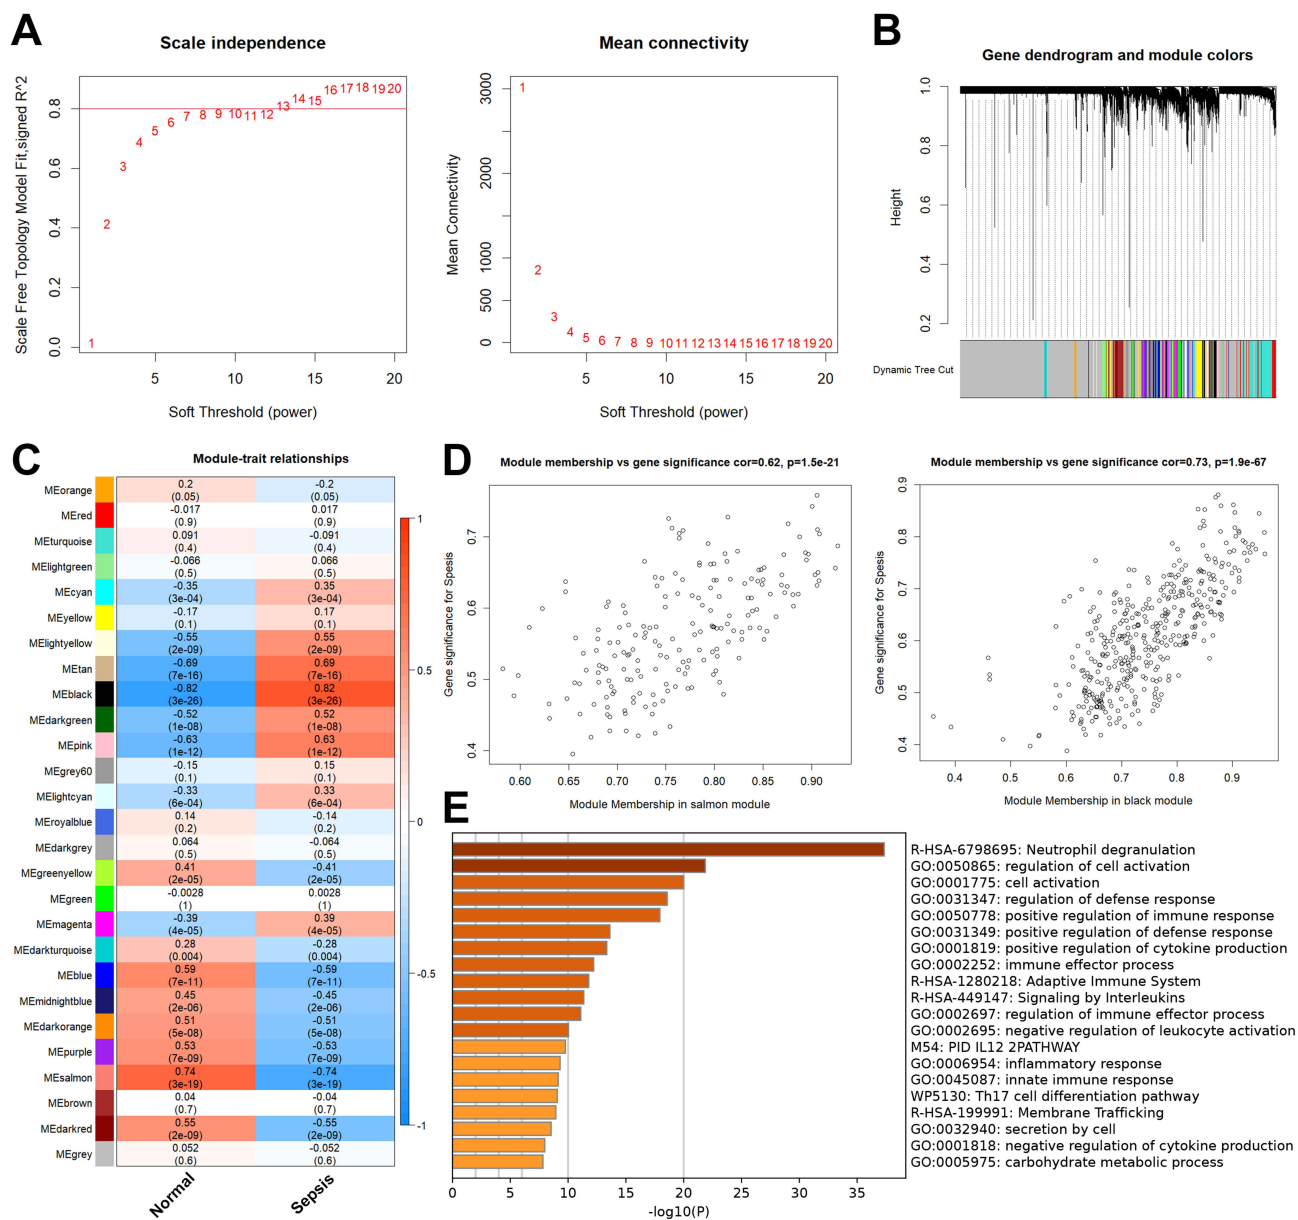 A
Scale independence
Scale Free Topology Model Fit,signed R^2
0.0
0.2
0.4
0.6
0.8
1
2
3
4
5
6
7
8
9
10
11
12
13
14
15
16
17
18
19
20
5
10
15
20
Soft Threshold (power)
Mean connectivity
Mean Connectivity
0
500
1000
2000
3000
1
2
3
4
5
6
7
8
9
10
11
12
13
14
15
16
17
18
19
20
5
10
15
20
Soft Threshold (power)
B
Gene dendrogram and module colors
Height
1.0
0.8
0.6
0.4
0.2
Dynamic Tree Cut
C
Module-trait relationships
MEorange 0.2 -0.2
(0.05) (0.05)
MEred -0.017 0.017
(0.9) (0.9)
MEturquoise 0.091 -0.091
(0.4) (0.4)
MElightgreen -0.066 0.066
(0.5) (0.5)
MEcyan -0.35 0.35
(3e-04) (3e-04)
MEyellow -0.17 0.17
(0.1) (0.1)
MElightyellow -0.55 0.55
(2e-09) (2e-09)
MEtan -0.69 0.69
(7e-16) (7e-16)
MEblack -0.82 0.82
(3e-26) (3e-26)
MEdarkgreen -0.52 0.52
(1e-08) (1e-08)
MEpink -0.63 0.63
(1e-12) (1e-12)
MEgrey60 -0.15 0.15
(0.1) (0.1)
MElightcyan -0.33 0.33
(6e-04) (6e-04)
MEroyalblue 0.14 -0.14
(0.2) (0.2)
MEdarkgrey 0.064 -0.064
(0.5) (0.5)
MEgreenyellow 0.41 -0.41
(2e-05) (2e-05)
MEgreen -0.0028 0.0028
(1) (1)
MEmagenta -0.39 0.39
(4e-05) (4e-05)
MEdarkturquoise 0.28 -0.28
(0.004) (0.004)
MEblue 0.59 -0.59
(7e-11) (7e-11)
MEmidnightblue 0.45 -0.45
(2e-06) (2e-06)
MEdarkorange 0.51 -0.51
(5e-08) (5e-08)
MEpurple 0.53 -0.53
(7e-09) (7e-09)
MEsalmon 0.74 -0.74
(3e-19) (3e-19)
MEbrown 0.04 -0.04
(0.7) (0.7)
MEdarkred 0.55 -0.55
(2e-09) (2e-09)
MEgrey 0.052 -0.052
(0.6) (0.6)
Normal
Sepsis
1
0.5
0
-0.5
-1
D
Module membership vs gene significance cor=0.62, p=1.5e-21
Gene significance for Spesis
0.4
0.5
0.6
0.7
0.60
0.65
0.70
0.75
0.80
0.85
0.90
Module Membership in salmon module
Module membership vs gene significance cor=0.73, p=1.9e-67
Gene significance for Spesis
0.4
0.5
0.6
0.7
0.8
0.9
0.4
0.5
0.6
0.7
0.8
0.9
Module Membership in black module
E
R-HSA-6798695: Neutrophil degranulation
GO:0050865: regulation of cell activation
GO:0001775: cell activation
GO:0031347: regulation of defense response
GO:0050778: positive regulation of immune response
GO:0031349: positive regulation of defense response
GO:0001819: positive regulation of cytokine production
GO:0002252: immune effector process
R-HSA-1280218: Adaptive Immune System
R-HSA-449147: Signaling by Interleukins
GO:0002697: regulation of immune effector process
GO:0002695: negative regulation of leukocyte activation
M54: PID IL12 2PATHWAY
GO:0006954: inflammatory response
GO:0045087: innate immune response
WP5130: Th17 cell differentiation pathway
R-HSA-199991: Membrane Trafficking
GO:0032940: secretion by cell
GO:0001818: negative regulation of cytokine production
GO:0005975: carbohydrate metabolic process
0
5
10
15
20
25
30
35
-log10(P)